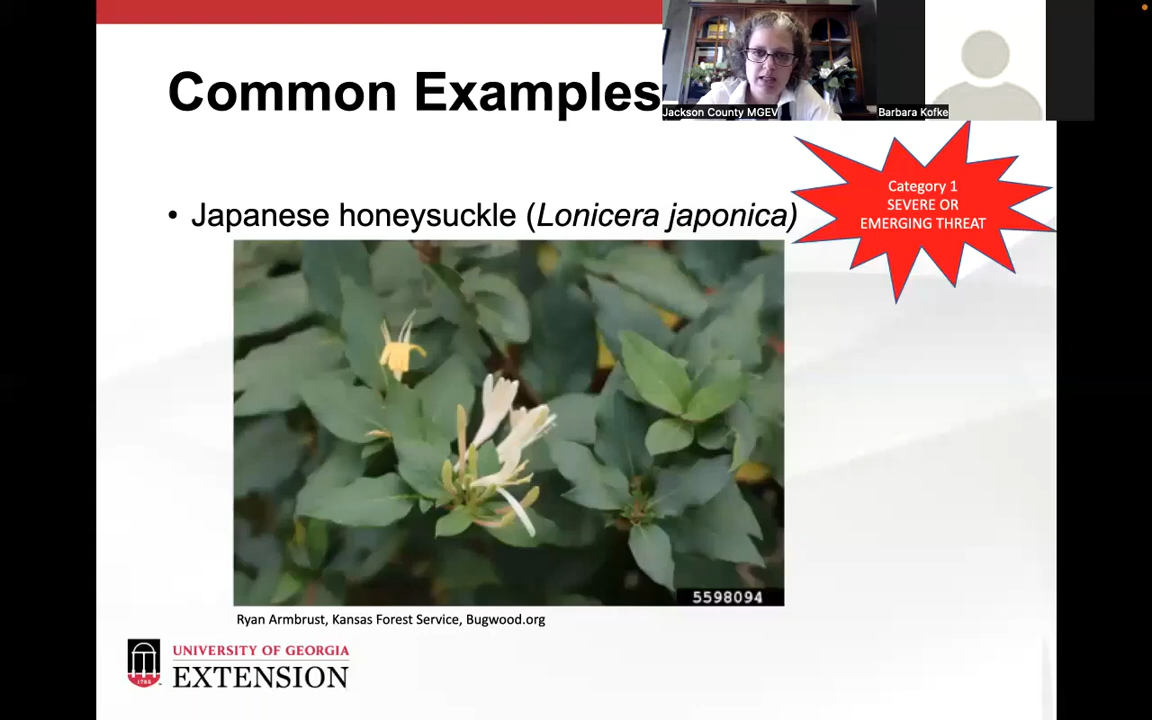 Common Examples
Jackson County MGEV
Barbara Kofke
Category 1
SEVERE OR
EMERGING THREAT
• Japanese honeysuckle (Lonicera japonica)
5598094
Ryan Armbrust, Kansas Forest Service, Bugwood.org
UNIVERSITY OF GEORGIA
EXTENSION
1785